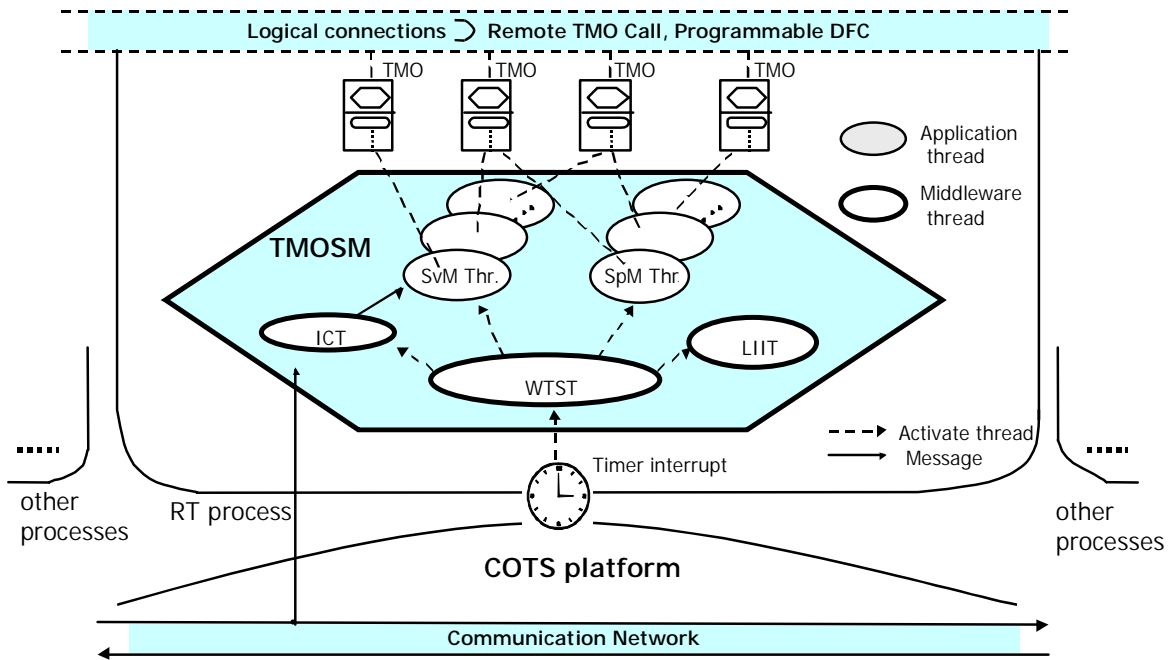 Logical connections ⊃ Remote TMO Call, Programmable DFC
TMO
TMO
TMO
TMO
Application
thread
Middleware
thread
TMOSM
SvM Thr.
SpM Thr.
ICT
LIIT
WTST
Activate thread
Message
Timer interrupt
other
processes
RT process
other
processes
COTS platform
Communication Network